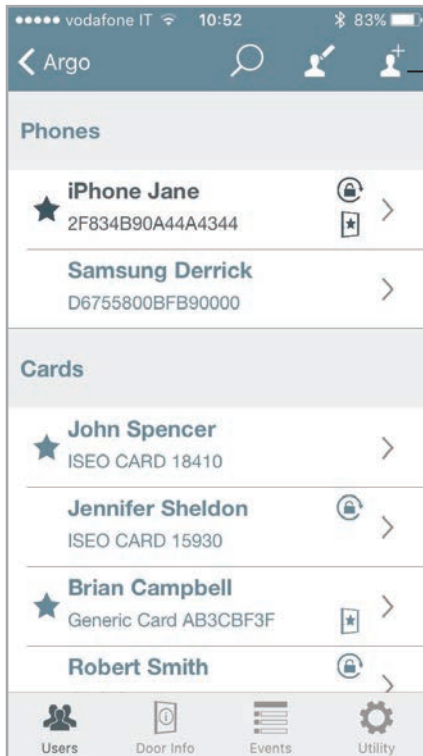 vodafone IT 10:52 83%
Argo
Phones
iPhone Jane
2F834B90A44A4344
Samsung Derrick
D6755800BFB90000
Cards
John Spencer
ISEO CARD 18410
Jennifer Sheldon
ISEO CARD 15930
Brian Campbell
Generic Card AB3CBF3F
Robert Smith
Users Door Info Events Utility